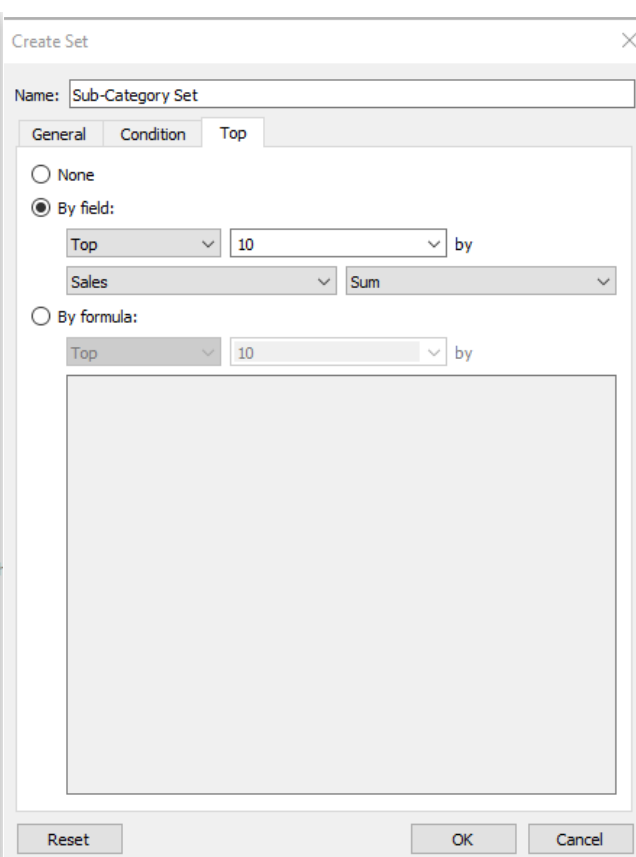 Create Set
Name: Sub-Category Set
General Condition Top
None
By field:
Top 10 by
Sales Sum
By formula:
Top 10 by
Reset OK Cancel